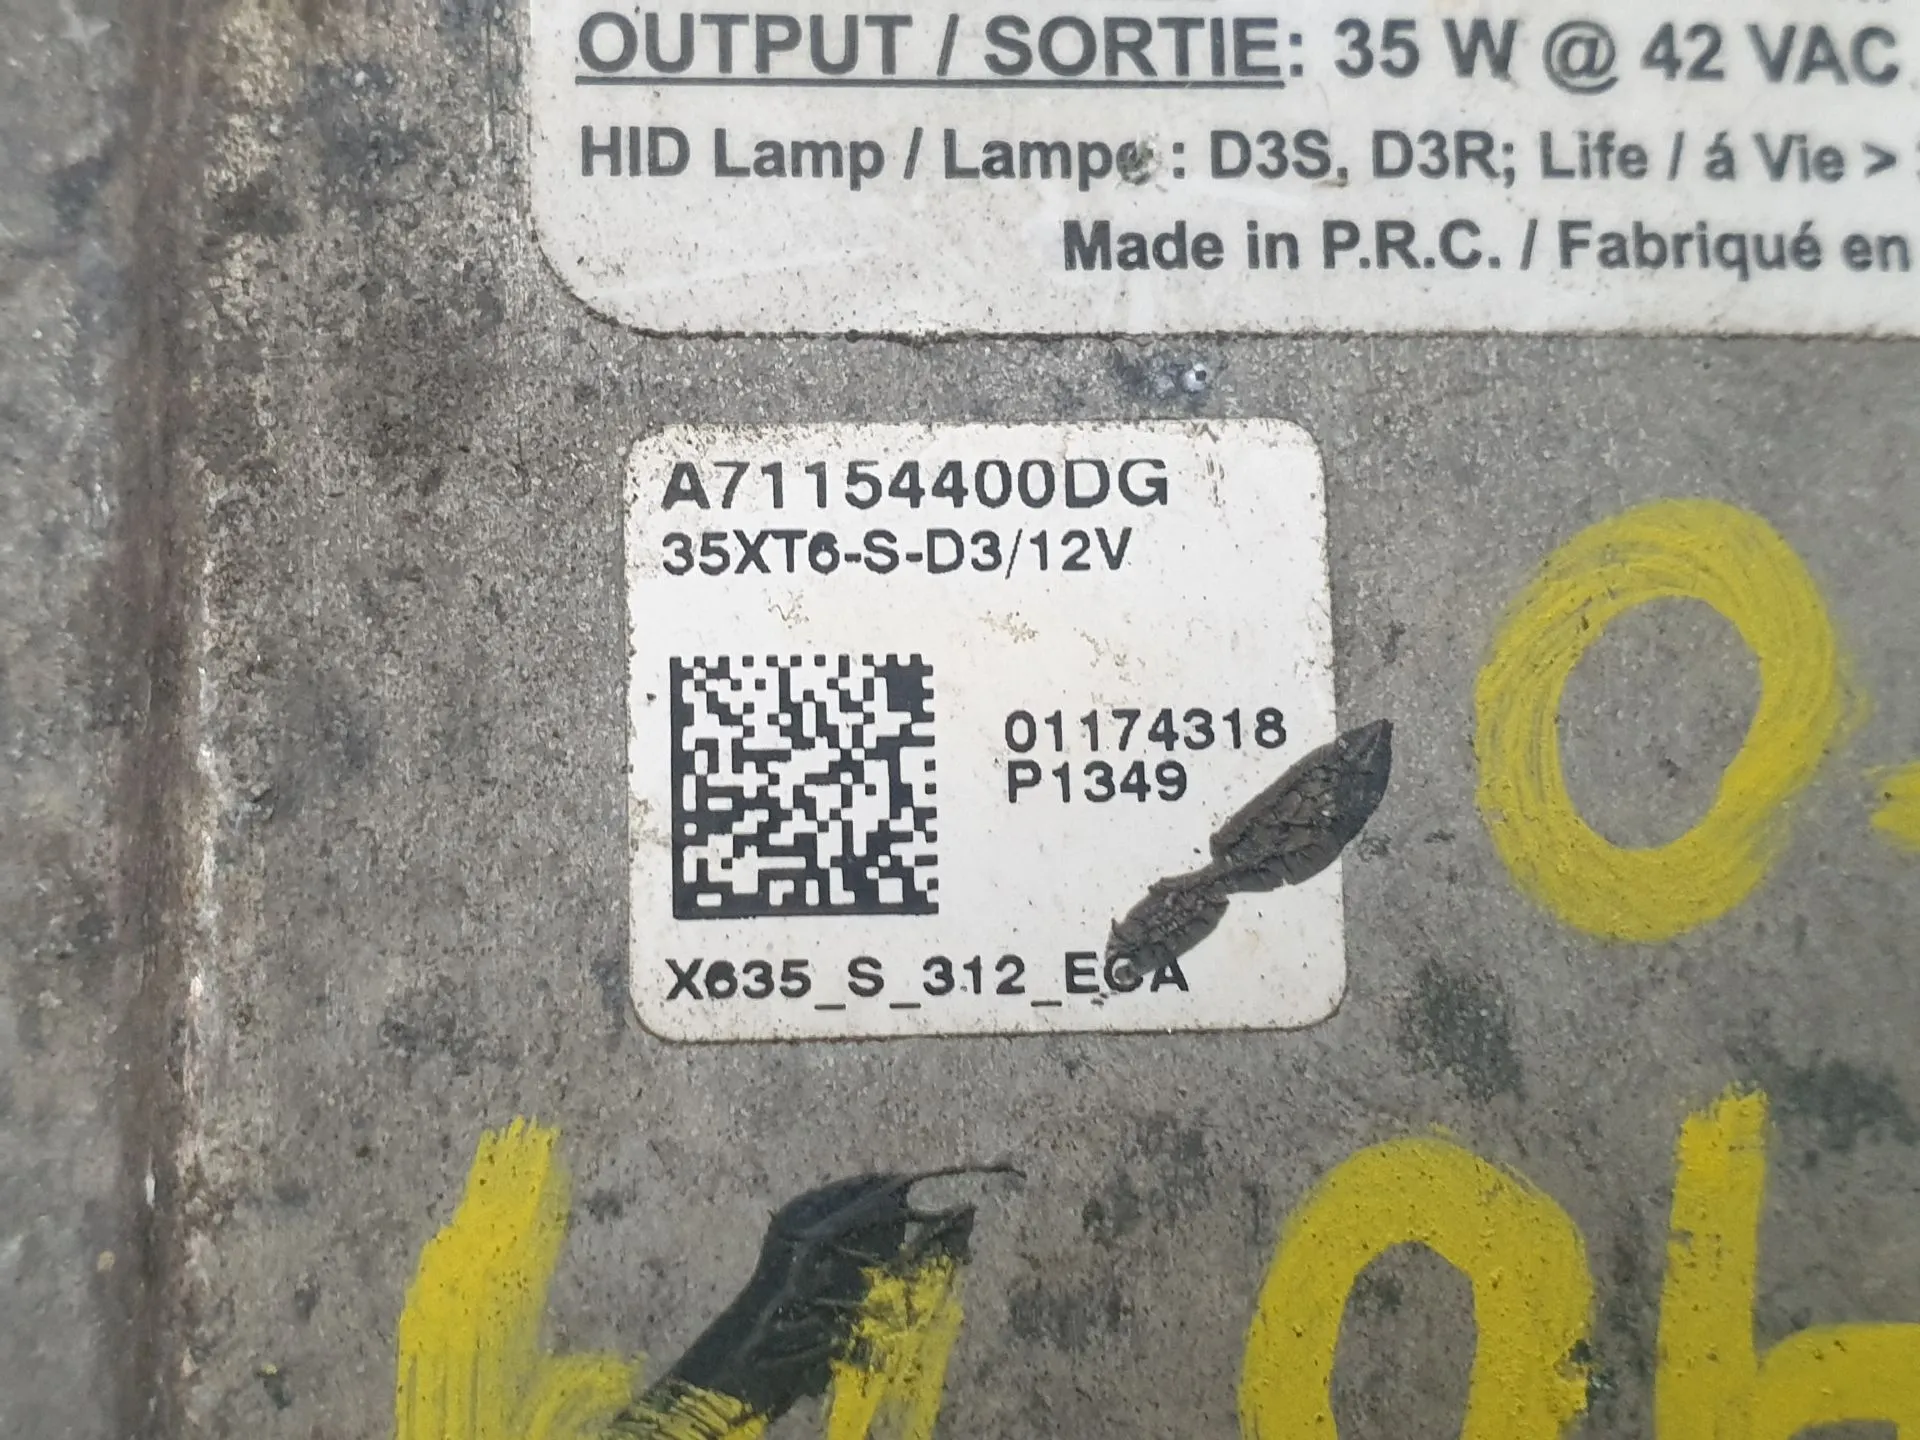 OUTPUT / SORTIE: 35 W @ 42 VAC
HID Lamp / Lampe : D3S, D3R; Life / á Vie >
Made in P.R.C. / Fabriqué en
A71154400DG
35XT6-S-D3/12V
01174318
P1349
X635_S_312_ECA